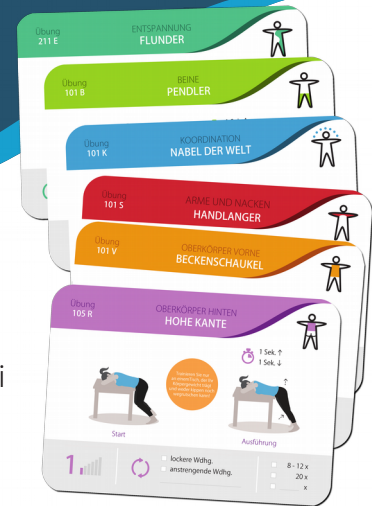 Übung
211 E
ENTSPANNUNG
FLUNDER
Übung
101 B
BEINE
PENDLER
Übung
101 K
KOORDINATION
NABEL DER WELT
Übung
101 S
ARME UND NACKEN
HANDLANGER
Übung
101 V
OBERKÖRPER VORNE
BECKENSCHAUKEL
Übung
105 R
OBERKÖRPER HINTEN
HOHE KANTE
1 Sek. ↑
1 Sek. ↓
Start
Ausführung
1
lockere Wdhg.
anstrengende Wdhg.
8 - 12 x
20 x
x
i